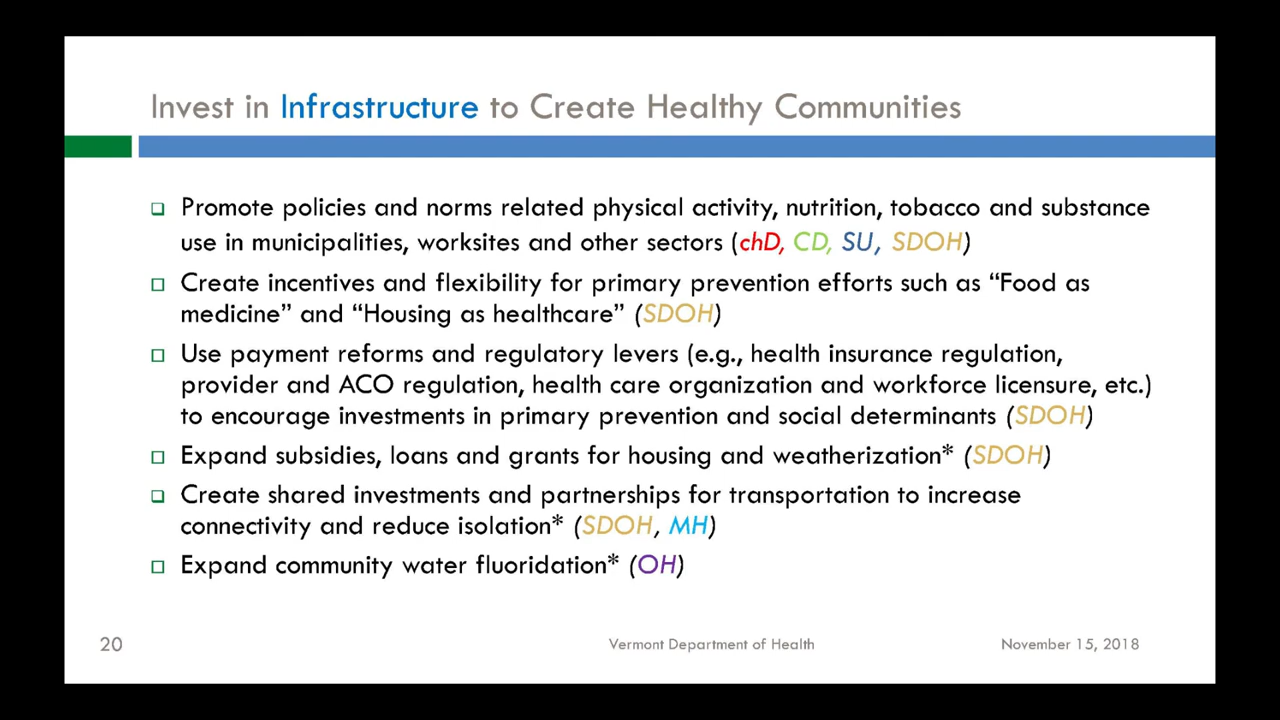 Invest in Infrastructure to Create Healthy Communities
Promote policies and norms related physical activity, nutrition, tobacco and substance
use in municipalities, worksites and other sectors (chD, CD, SU, SDOH)
Create incentives and flexibility for primary prevention efforts such as “Food as
medicine” and “Housing as healthcare” (SDOH)
Use payment reforms and regulatory levers (e.g., health insurance regulation,
provider and ACO regulation, health care organization and workforce licensure, etc.)
to encourage investments in primary prevention and social determinants (SDOH)
Expand subsidies, loans and grants for housing and weatherization* (SDOH)
Create shared investments and partnerships for transportation to increase
connectivity and reduce isolation* (SDOH, MH)
Expand community water fluoridation* (OH)
20 Vermont Department of Health November 15, 2018